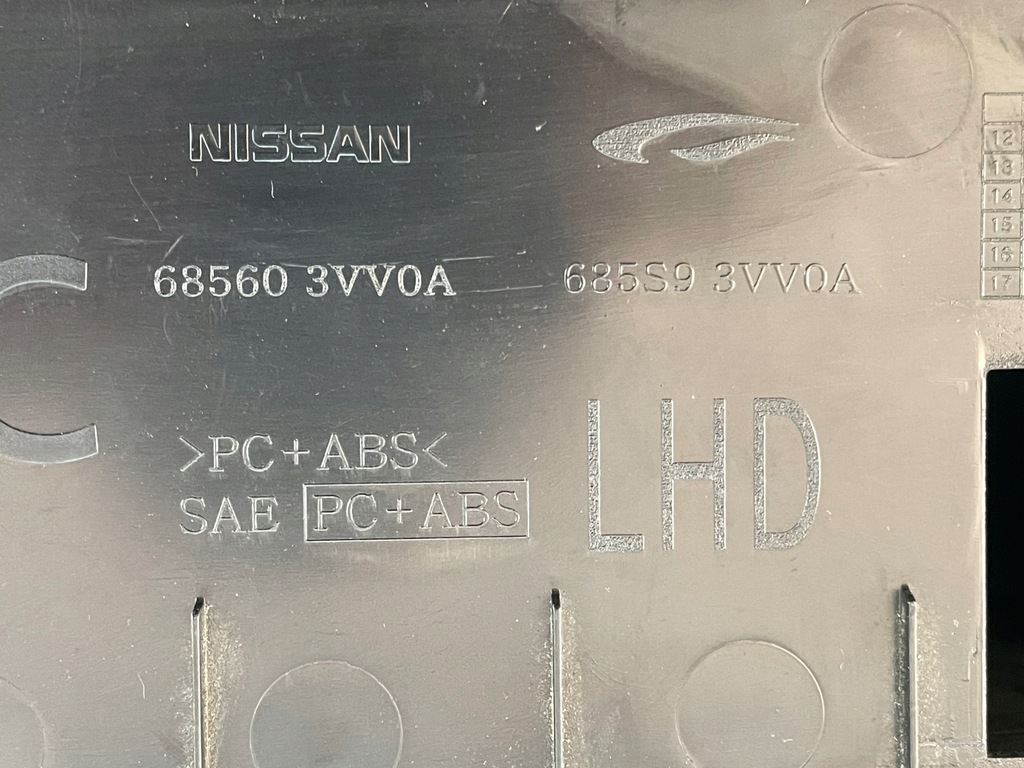 NISSAN
68560 3VV0A
685S9 3VV0A
>PC+ABS<
SAE PC+ABS
LHD
12
13
14
15
16
17